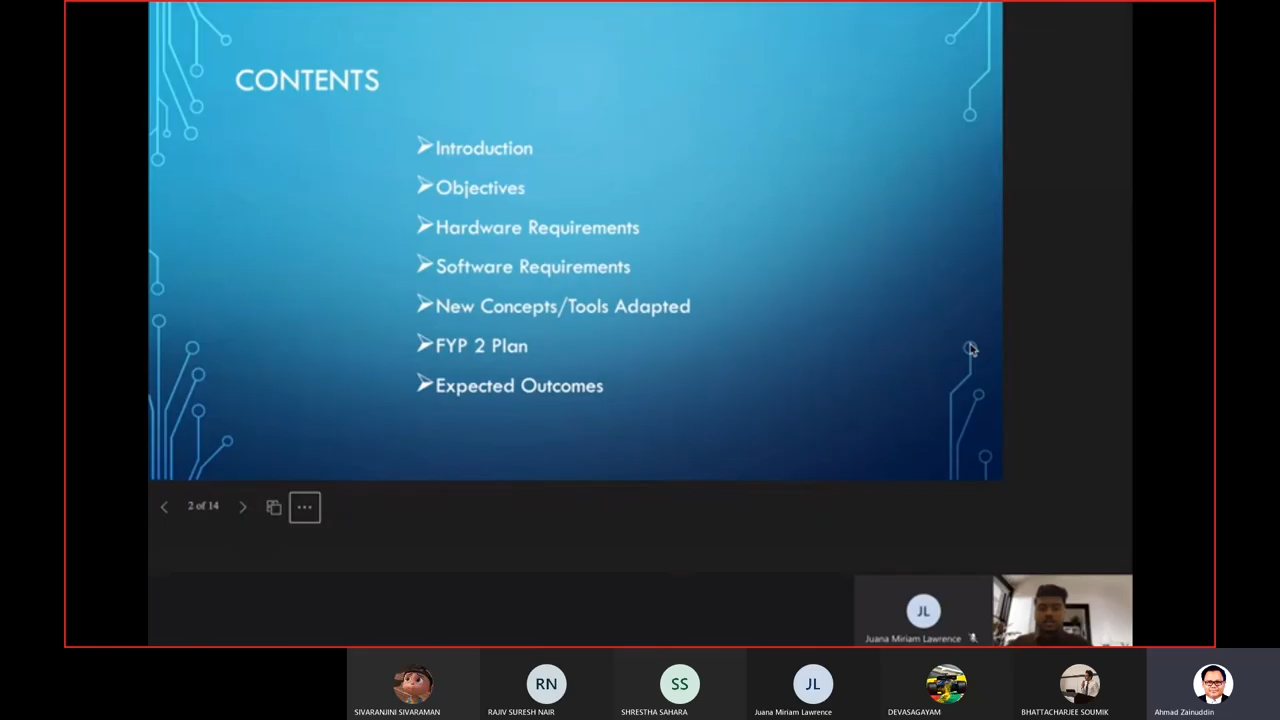 CONTENTS
Introduction
Objectives
Hardware Requirements
Software Requirements
New Concepts/Tools Adapted
FYP 2 Plan
Expected Outcomes
2 of 14
JL
Juana Miriam Lawrence
SIVARANJINI SIVARAMAN
RN
RAJIV SURESH NAIR
SS
SHRESTHA SAHARA
JL
Juana Miriam Lawrence
DEVASAGAYAM
BHATTACHARJEE SOUMIK
Ahmad Zainuddin